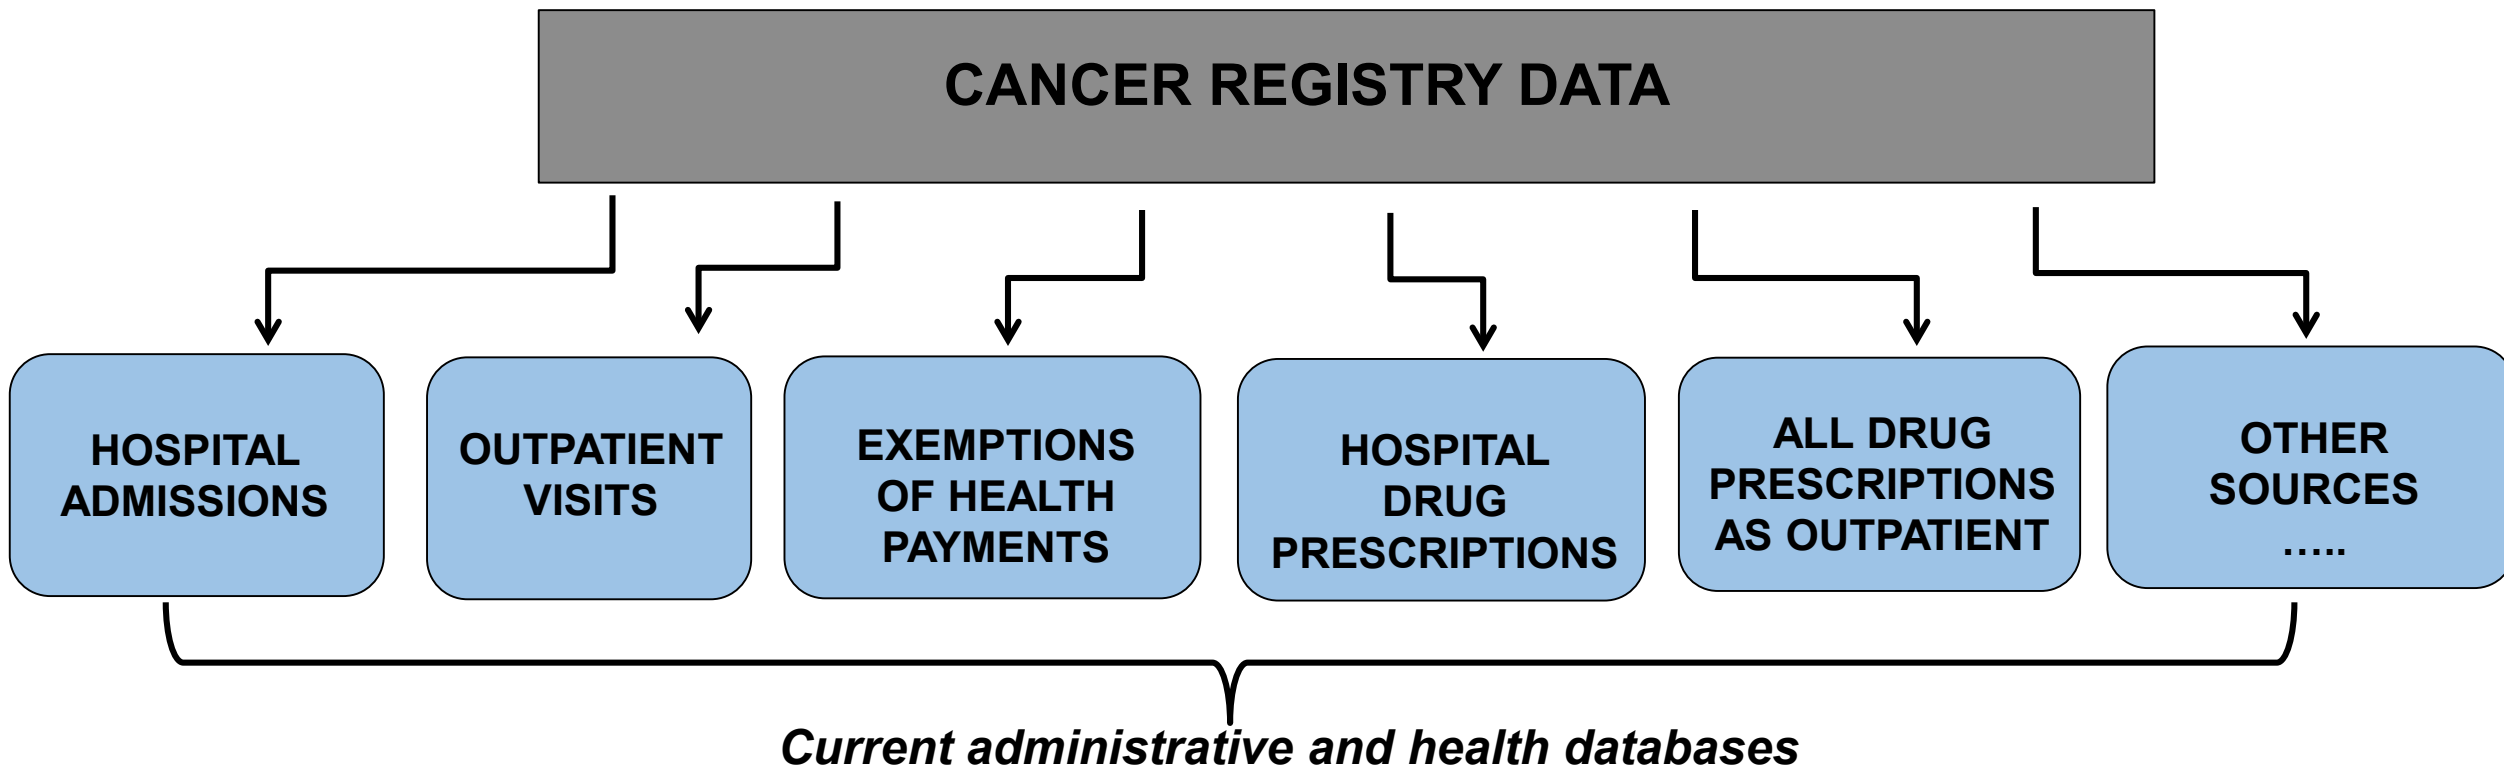 CANCER REGISTRY DATA
HOSPITAL
ADMISSIONS
OUTPATIENT
VISITS
EXEMPTIONS
OF HEALTH
PAYMENTS
HOSPITAL
DRUG
PRESCRIPTIONS
ALL DRUG
PRESCRIPTIONS
AS OUTPATIENT
OTHER
SOURCES
.....
Current administrative and health databases